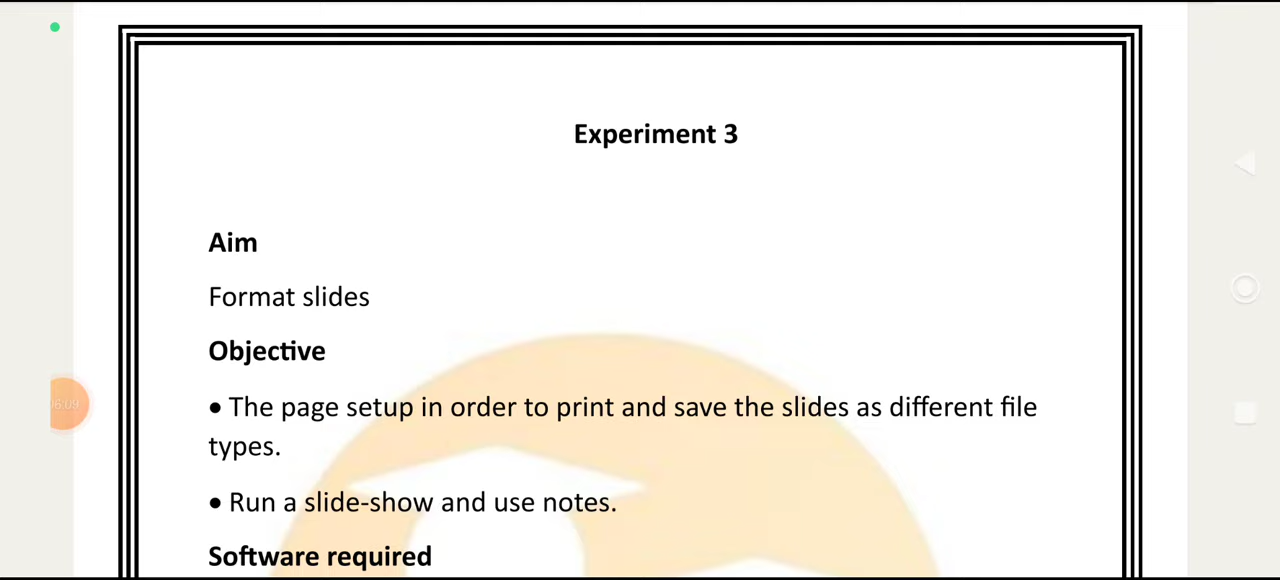 Experiment 3
Aim
Format slides
Objective
• The page setup in order to print and save the slides as different file
types.
• Run a slide-show and use notes.
Software required